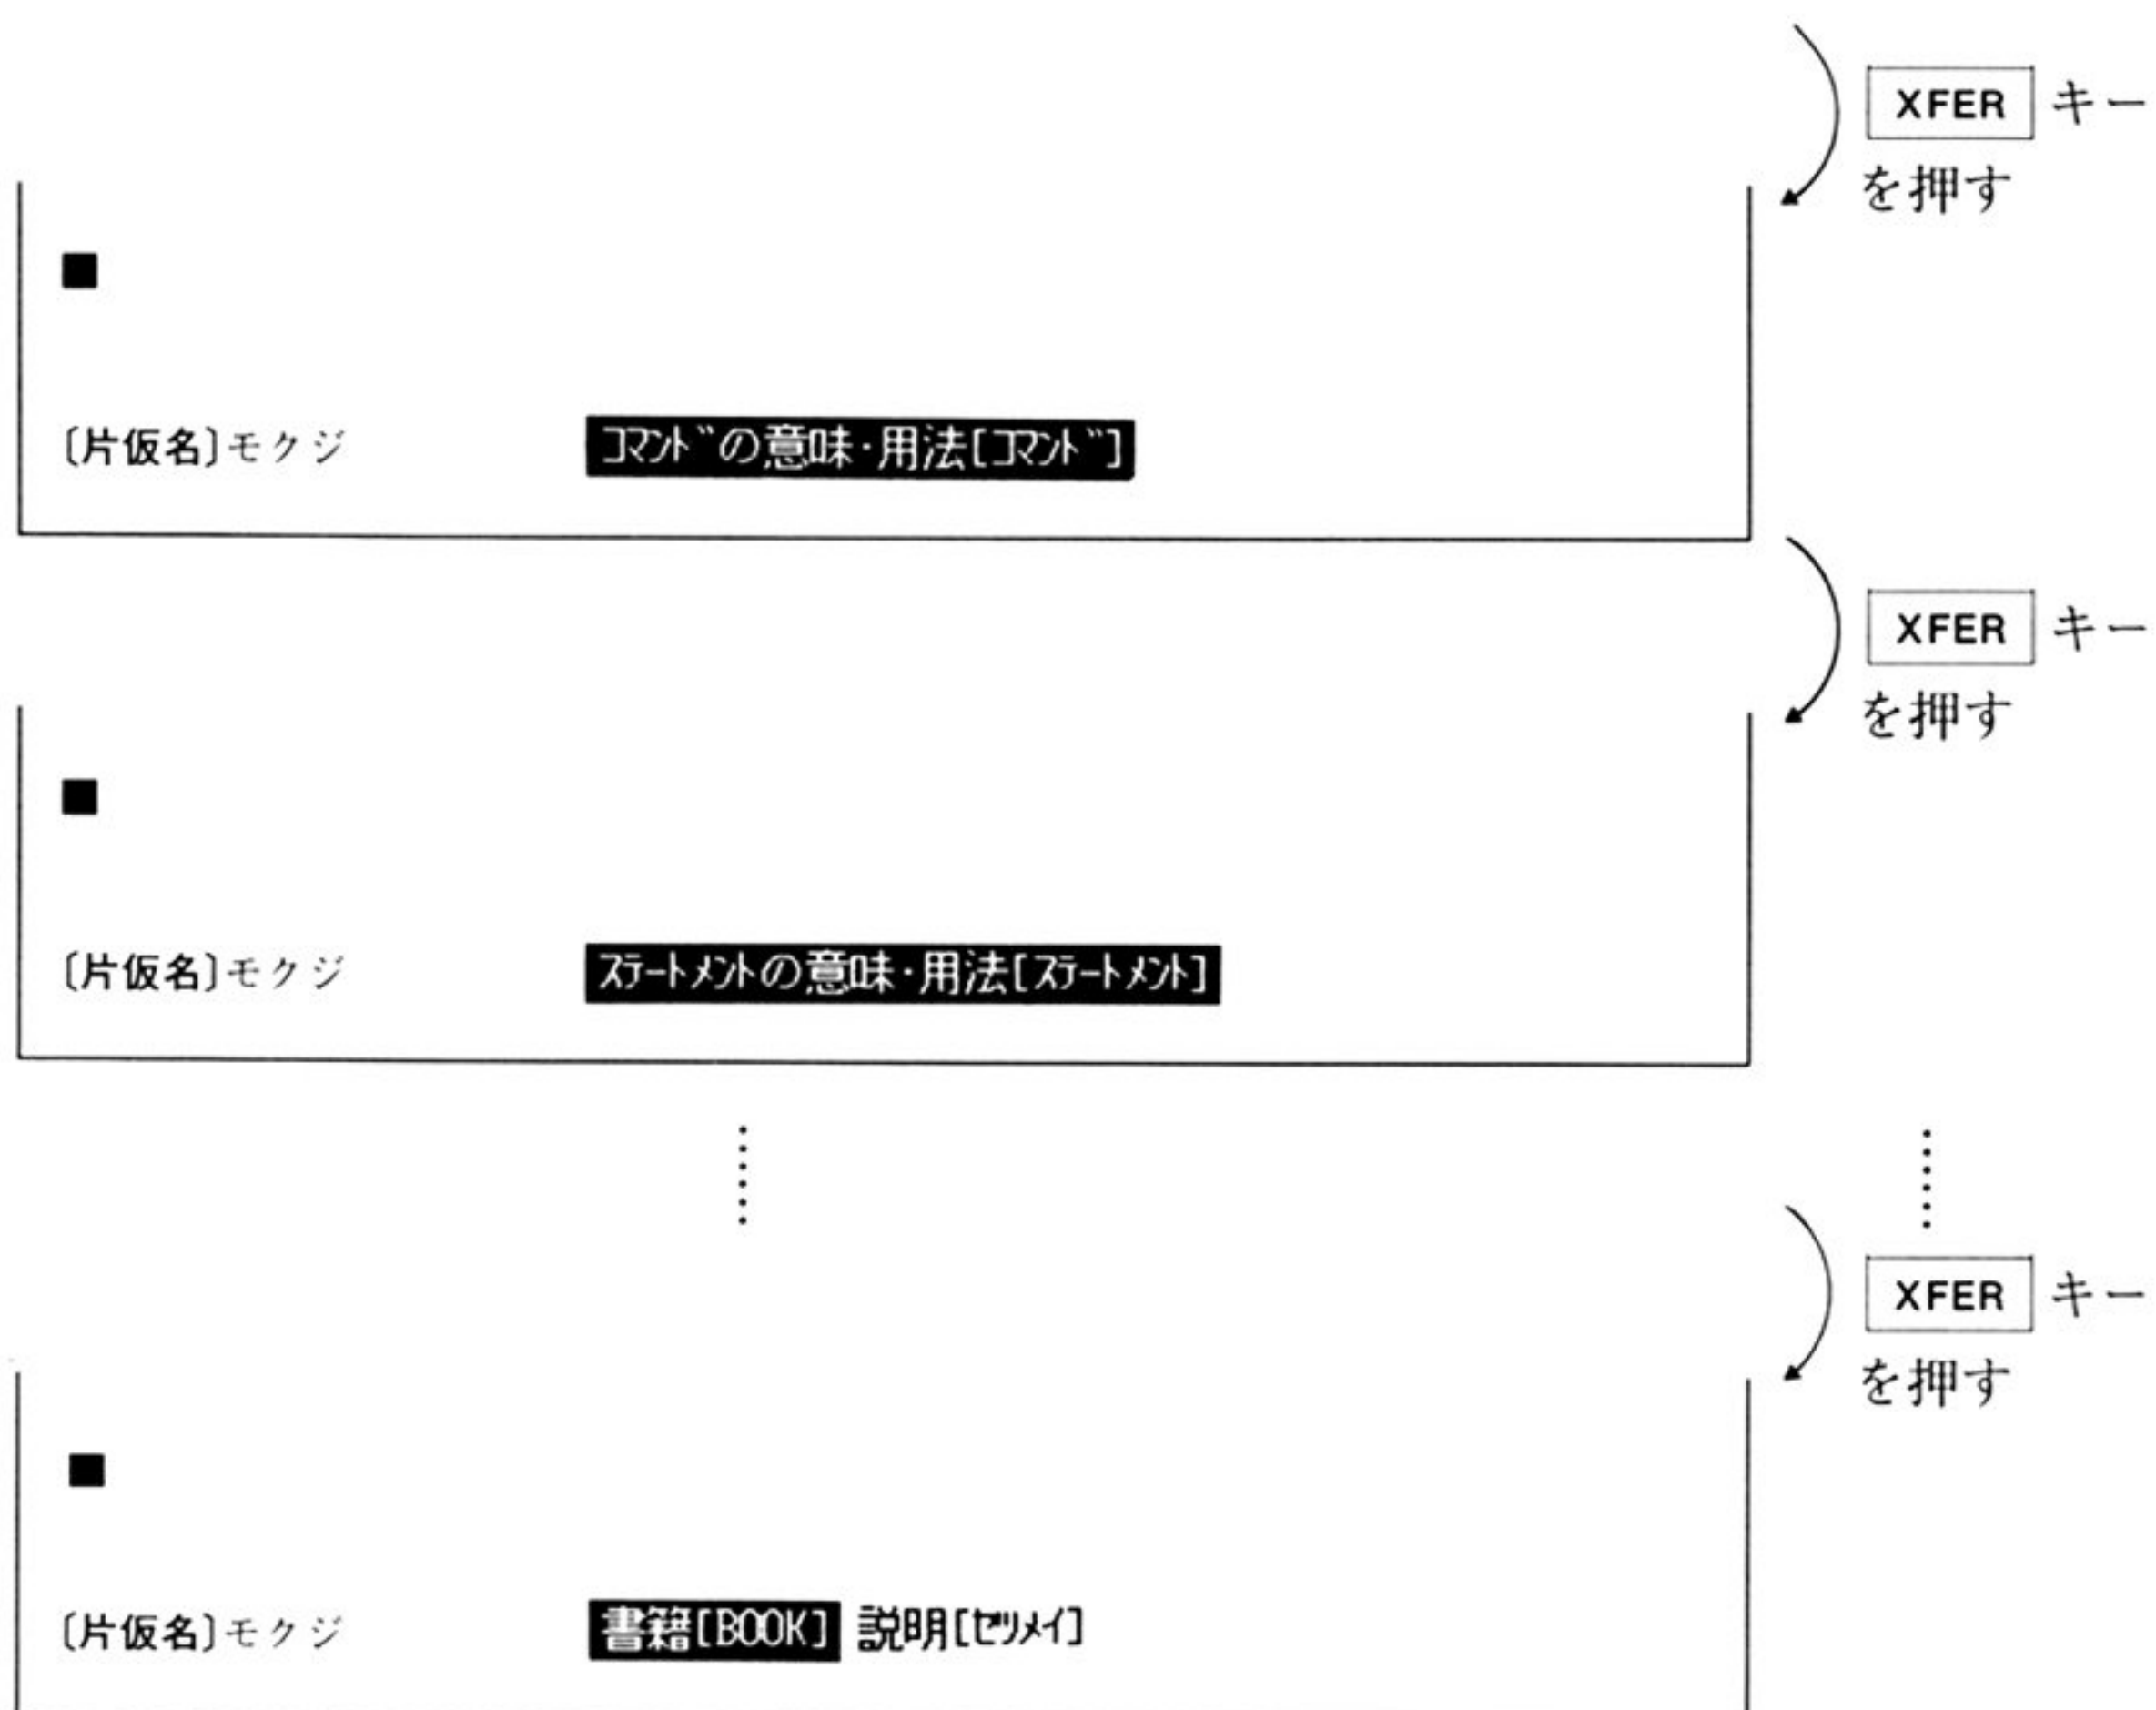 XFER キー
を押す
■
〔片仮名〕モクジ コマンドの意味・用法[コマンド]
XFER キー
を押す
■
〔片仮名〕モクジ ステートメントの意味・用法[ステートメント]
XFER キー
を押す
■
〔片仮名〕モクジ 書籍[BOOK] 説明[セツメイ]